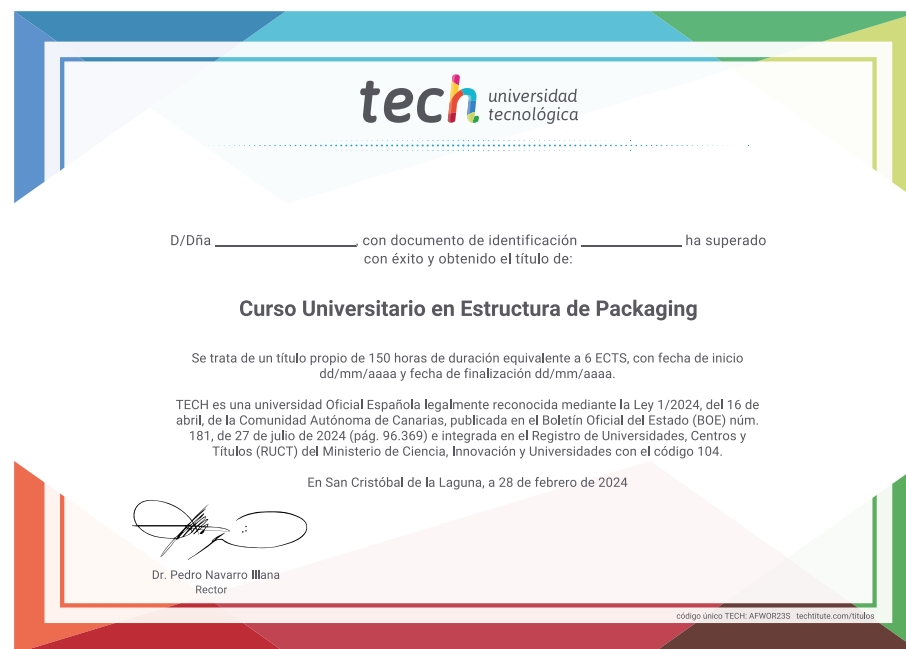 tech universidad
tecnológica
D/Dña ________________, con documento de identificación ____________ ha superado
con éxito y obtenido el título de:
Curso Universitario en Estructura de Packaging
Se trata de un título propio de 150 horas de duración equivalente a 6 ECTS, con fecha de inicio
dd/mm/aaaa y fecha de finalización dd/mm/aaaa.
TECH es una universidad Oficial Española legalmente reconocida mediante la Ley 1/2024, del 16 de
abril, de la Comunidad Autónoma de Canarias, publicada en el Boletín Oficial del Estado (BOE) núm.
181, de 27 de julio de 2024 (pág. 96.369) e integrada en el Registro de Universidades, Centros y
Títulos (RUCT) del Ministerio de Ciencia, Innovación y Universidades con el código 104.
En San Cristóbal de la Laguna, a 28 de febrero de 2024
Dr. Pedro Navarro Illana
Rector
código único TECH: AFWOR23S techtitute.com/titulos